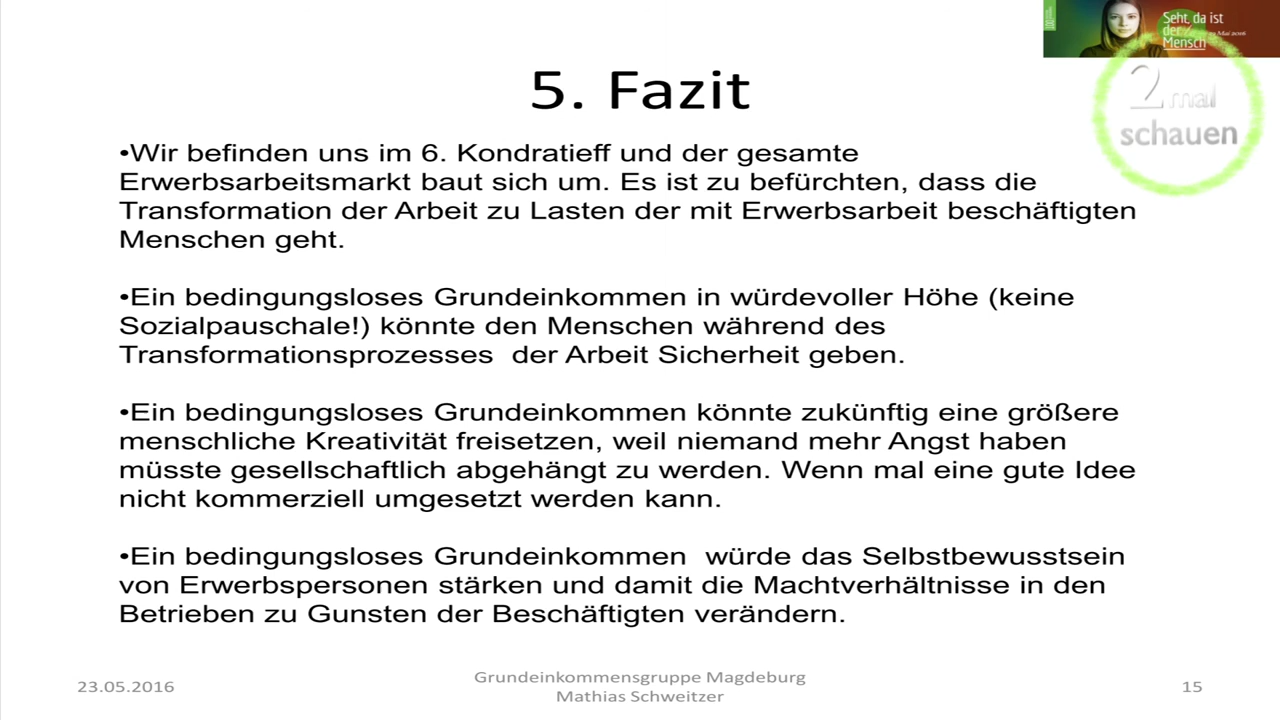 Seht, da ist
der
Mensch
2 mal
schauen
5. Fazit
•Wir befinden uns im 6. Kondratieff und der gesamte
Erwerbsarbeitsmarkt baut sich um. Es ist zu befürchten, dass die
Transformation der Arbeit zu Lasten der mit Erwerbsarbeit beschäftigten
Menschen geht.
•Ein bedingungsloses Grundeinkommen in würdevoller Höhe (keine
Sozialpauschale!) könnte den Menschen während des
Transformationsprozesses  der Arbeit Sicherheit geben.
•Ein bedingungsloses Grundeinkommen könnte zukünftig eine größere
menschliche Kreativität freisetzen, weil niemand mehr Angst haben
müsste gesellschaftlich abgehängt zu werden. Wenn mal eine gute Idee
nicht kommerziell umgesetzt werden kann.
•Ein bedingungsloses Grundeinkommen  würde das Selbstbewusstsein
von Erwerbspersonen stärken und damit die Machtverhältnisse in den
Betrieben zu Gunsten der Beschäftigten verändern.
23.05.2016
Grundeinkommensgruppe Magdeburg
Mathias Schweitzer
15